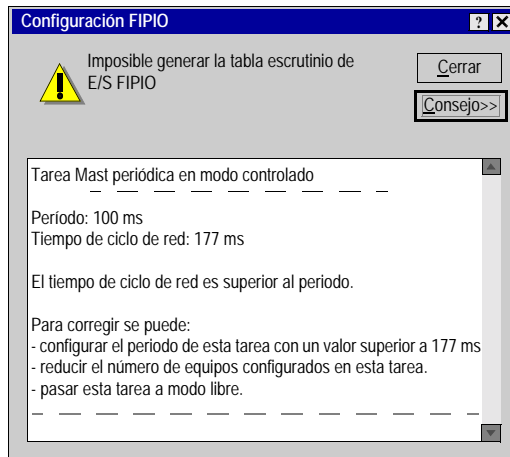 Configuración FIPIO
? X
Imposible generar la tabla escrutinio de
E/S FIPIO
Cerrar
Consejo>>
Tarea Mast periódica en modo controlado
Período: 100 ms
Tiempo de ciclo de red: 177 ms
El tiempo de ciclo de red es superior al periodo.
Para corregir se puede:
- configurar el periodo de esta tarea con un valor superior a 177 ms
- reducir el número de equipos configurados en esta tarea.
- pasar esta tarea a modo libre.